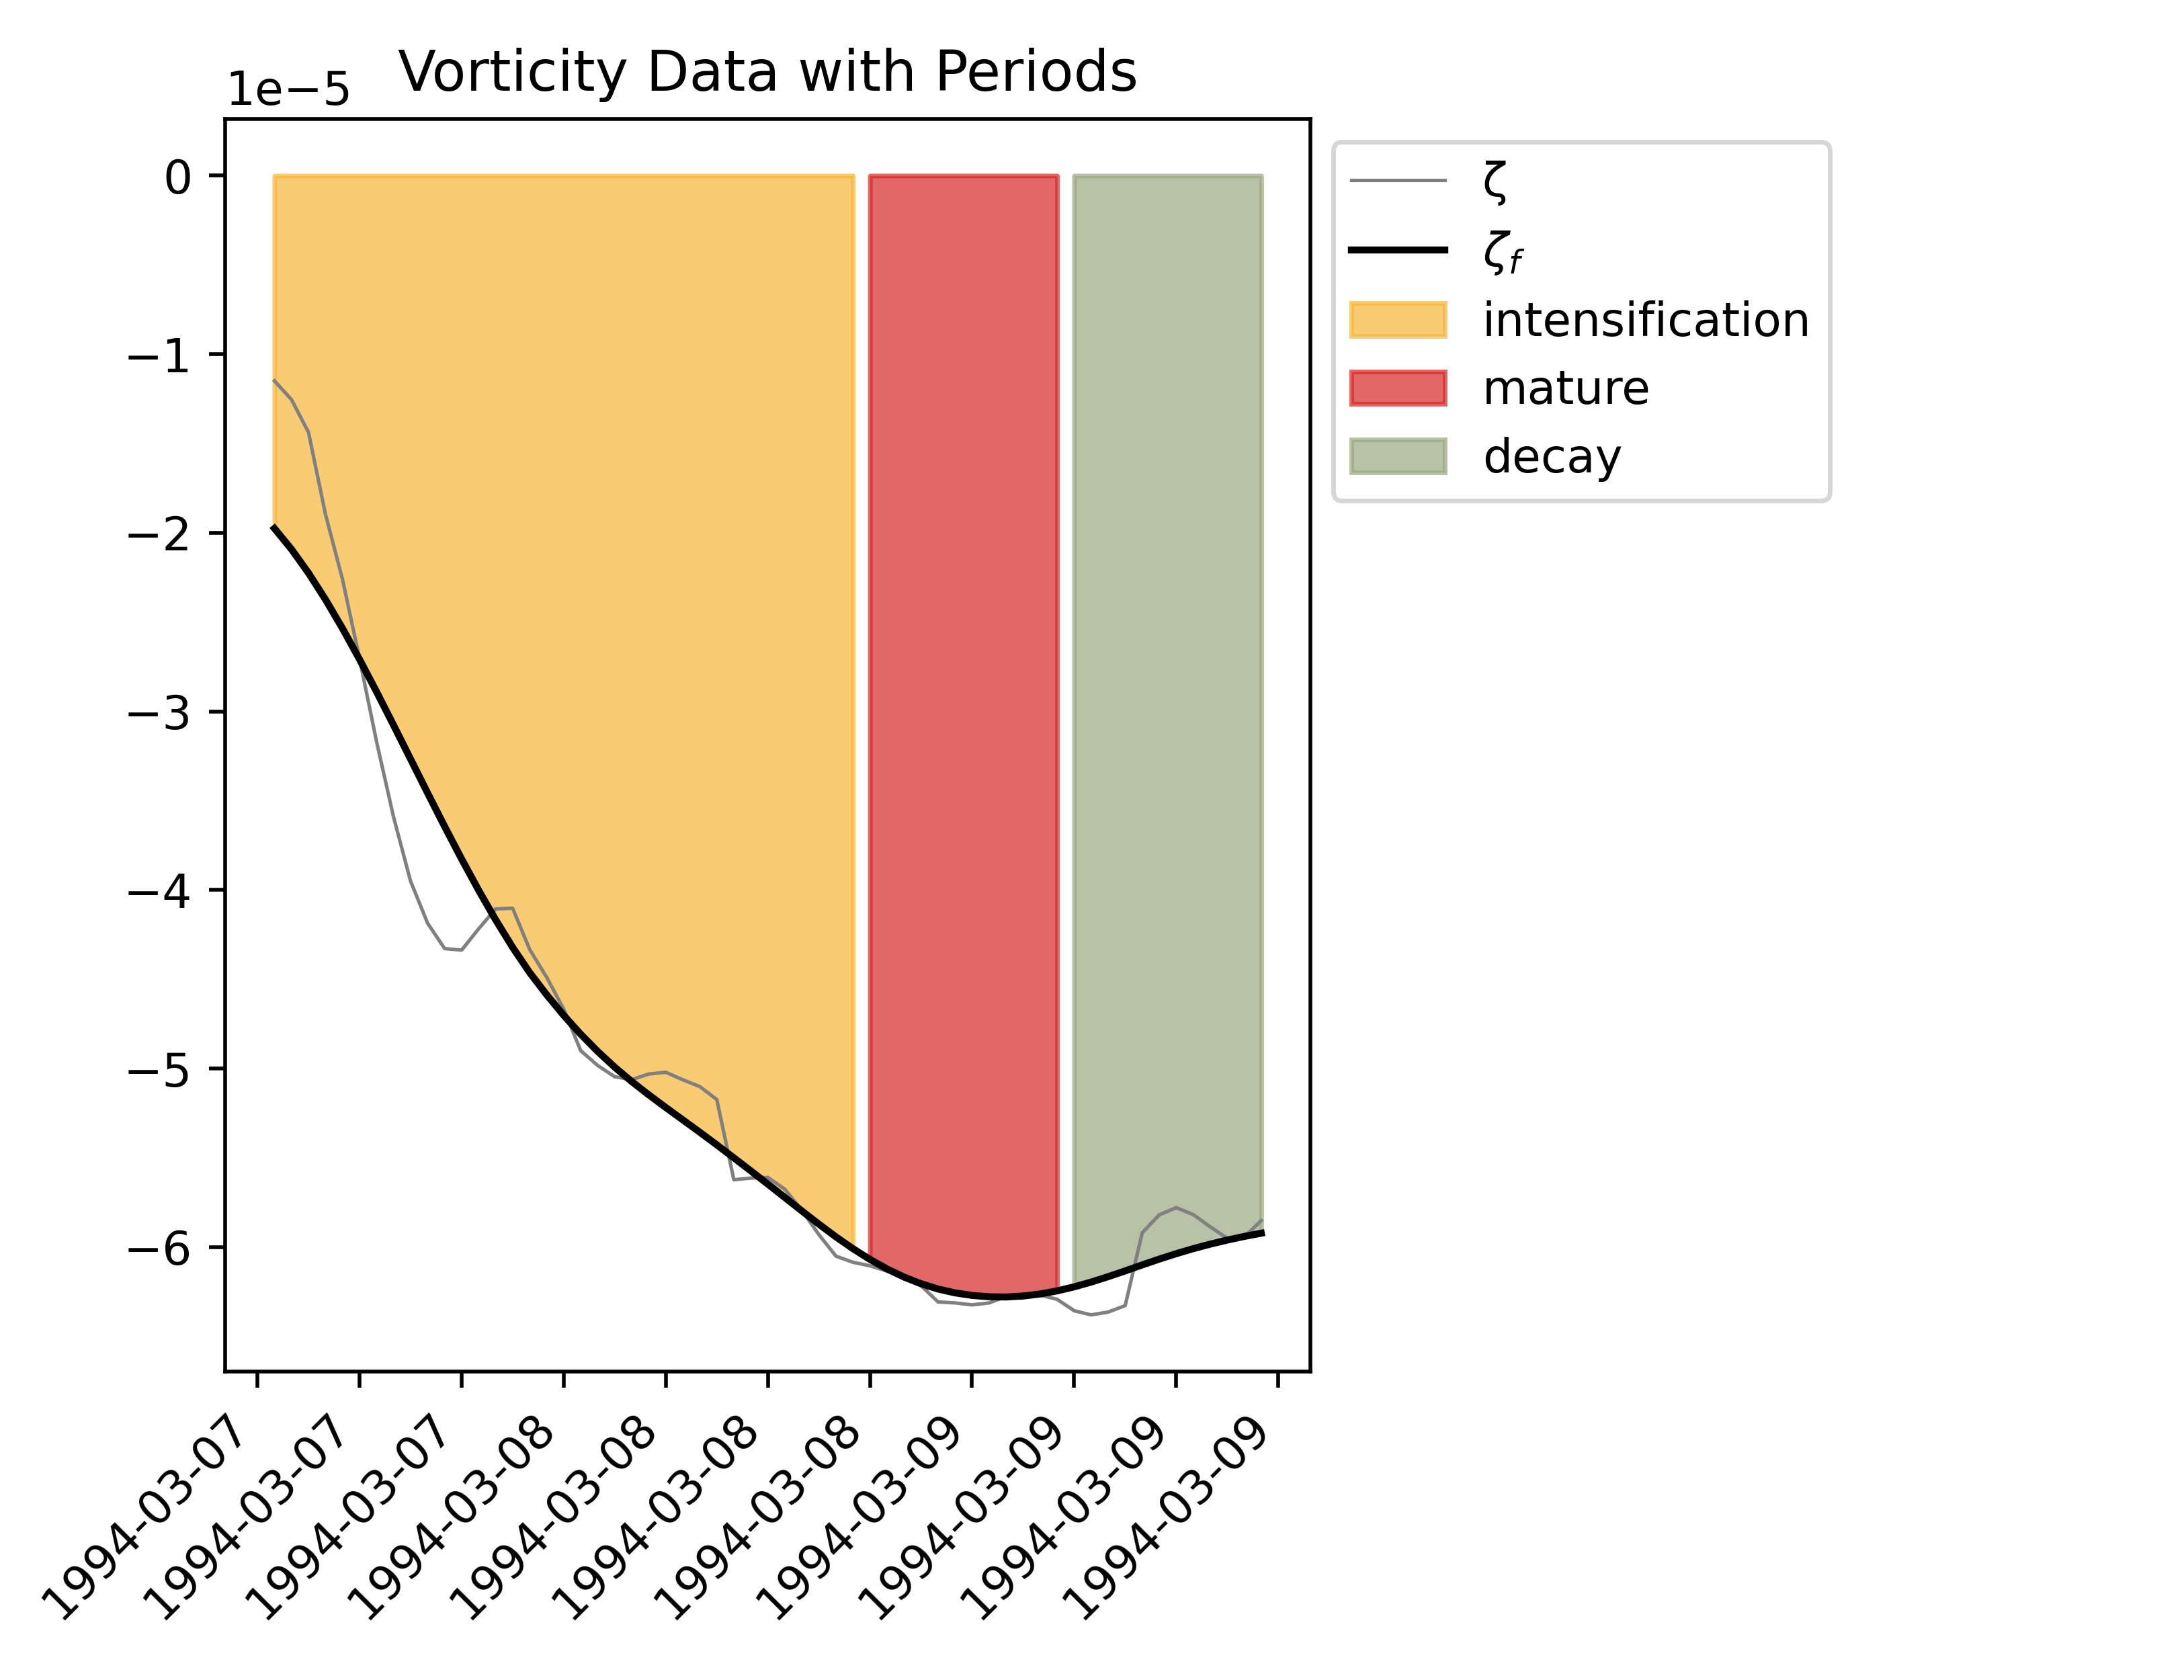 Vorticity Data with Periods
1e−5
0
−1
−2
−3
−4
−5
−6
1994-03-07
1994-03-07
1994-03-07
1994-03-08
1994-03-08
1994-03-08
1994-03-08
1994-03-09
1994-03-09
1994-03-09
1994-03-09
ζ
ζf
intensification
mature
decay